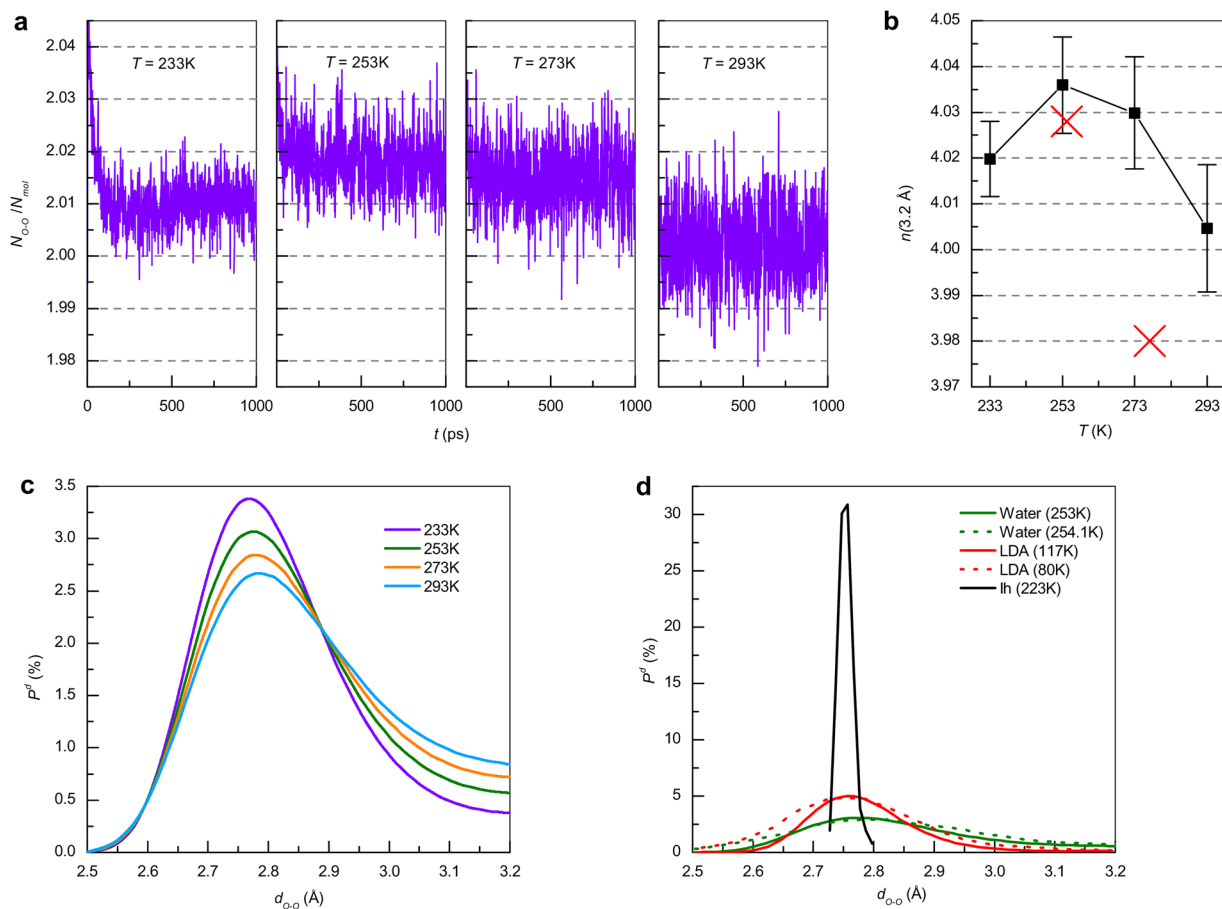 a
T = 233K
T = 253K
T = 273K
T = 293K
N_O-O /N_mol
2.04
2.03
2.02
2.01
2.00
1.99
1.98
0 500 1000
500 1000
500 1000
500 1000
t (ps)
b
n(3.2 Å)
4.05
4.04
4.03
4.02
4.01
4.00
3.99
3.98
3.97
233 253 273 293
T (K)
c
P^d (%)
3.5
3.0
2.5
2.0
1.5
1.0
0.5
0.0
233K
253K
273K
293K
2.5 2.6 2.7 2.8 2.9 3.0 3.1 3.2
d_O-O (Å)
d
P^d (%)
30
25
20
15
10
5
0
Water (253K)
Water (254.1K)
LDA (117K)
LDA (80K)
Ih (223K)
2.5 2.6 2.7 2.8 2.9 3.0 3.1 3.2
d_O-O (Å)